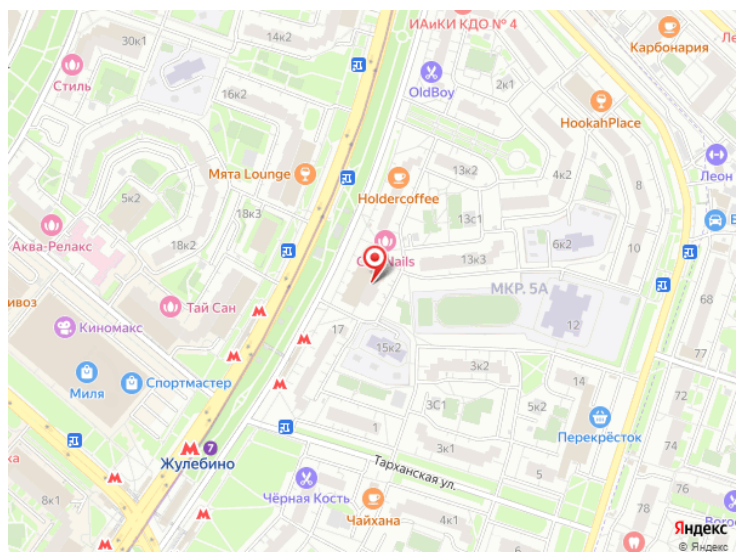 ИАиКИ КДО № 4
30к1
14к2
Карбонария
Стиль
16к2
OldBoy
2к1
HookahPlace
Мята Lounge
Holdercoffee
13к2
4к2
8
Леон
5к2
18к3
13с1
Аква-Релакс
18к2
6к2
10
Nails
13к3
МКР. 5А
68
Тай Сан
Киномакс
17
12
15к2
72
Миля
Спортмастер
3к2
14
3С1
5к2
77
Перекрёсток
1
3к1
74
7
Жулебино
Тарханская ул.
5
76
8к1
Чёрная Кость
78
Чайхана
4к1
6
Яндекс
© Яндекс